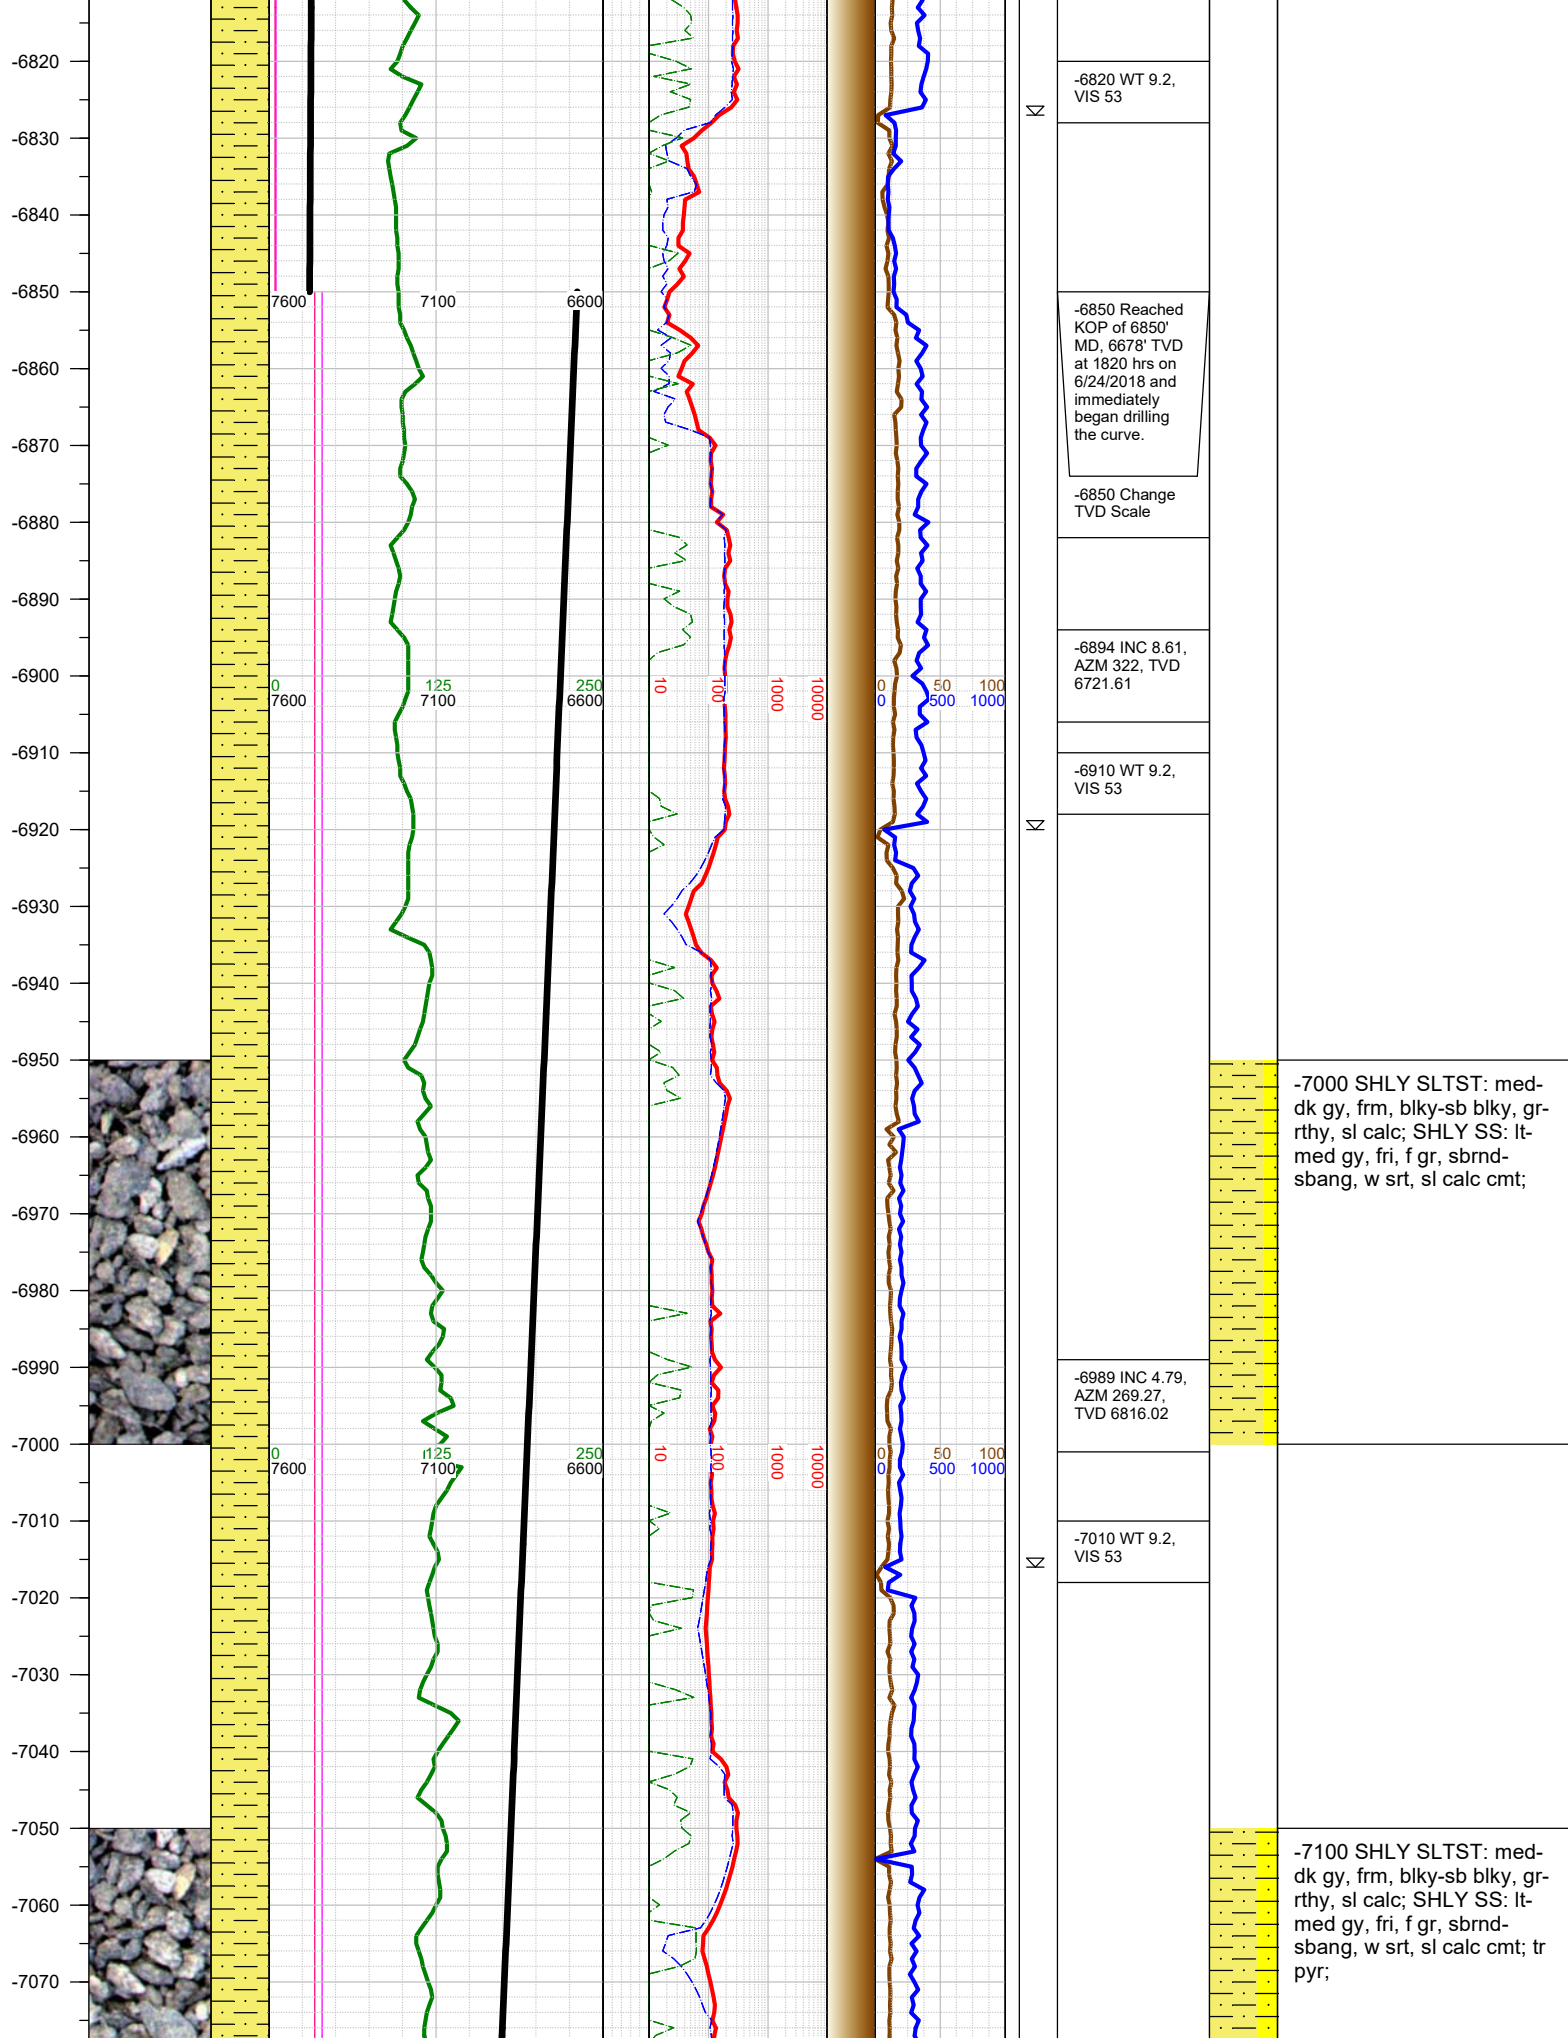 -6820
-6830
-6840
-6850
-6860
-6870
-6880
-6890
-6900
-6910
-6920
-6930
-6940
-6950
-6960
-6970
-6980
-6990
-7000
-7010
-7020
-7030
-7040
-7050
-7060
-7070
7600 7100 6600
0 125 250
7600 7100 6600
10 100 1000 10000
0 50 100
0 500 1000
0 125 250
7600 7100 6600
10 100 1000 10000
0 50 100
0 500 1000
-6820 WT 9.2,
VIS 53
-6850 Reached
KOP of 6850'
MD, 6678' TVD
at 1820 hrs on
6/24/2018 and
immediately
began drilling
the curve.
-6850 Change
TVD Scale
-6894 INC 8.61,
AZM 322, TVD
6721.61
-6910 WT 9.2,
VIS 53
-6989 INC 4.79,
AZM 269.27,
TVD 6816.02
-7010 WT 9.2,
VIS 53
-7000 SHLY SLTST: med-
dk gy, frm, blky-sb blky, gr-
rthy, sl calc; SHLY SS: lt-
med gy, fri, f gr, sbrnd-
sbang, w srt, sl calc cmt;
-7100 SHLY SLTST: med-
dk gy, frm, blky-sb blky, gr-
rthy, sl calc; SHLY SS: lt-
med gy, fri, f gr, sbrnd-
sbang, w srt, sl calc cmt; tr
pyr;